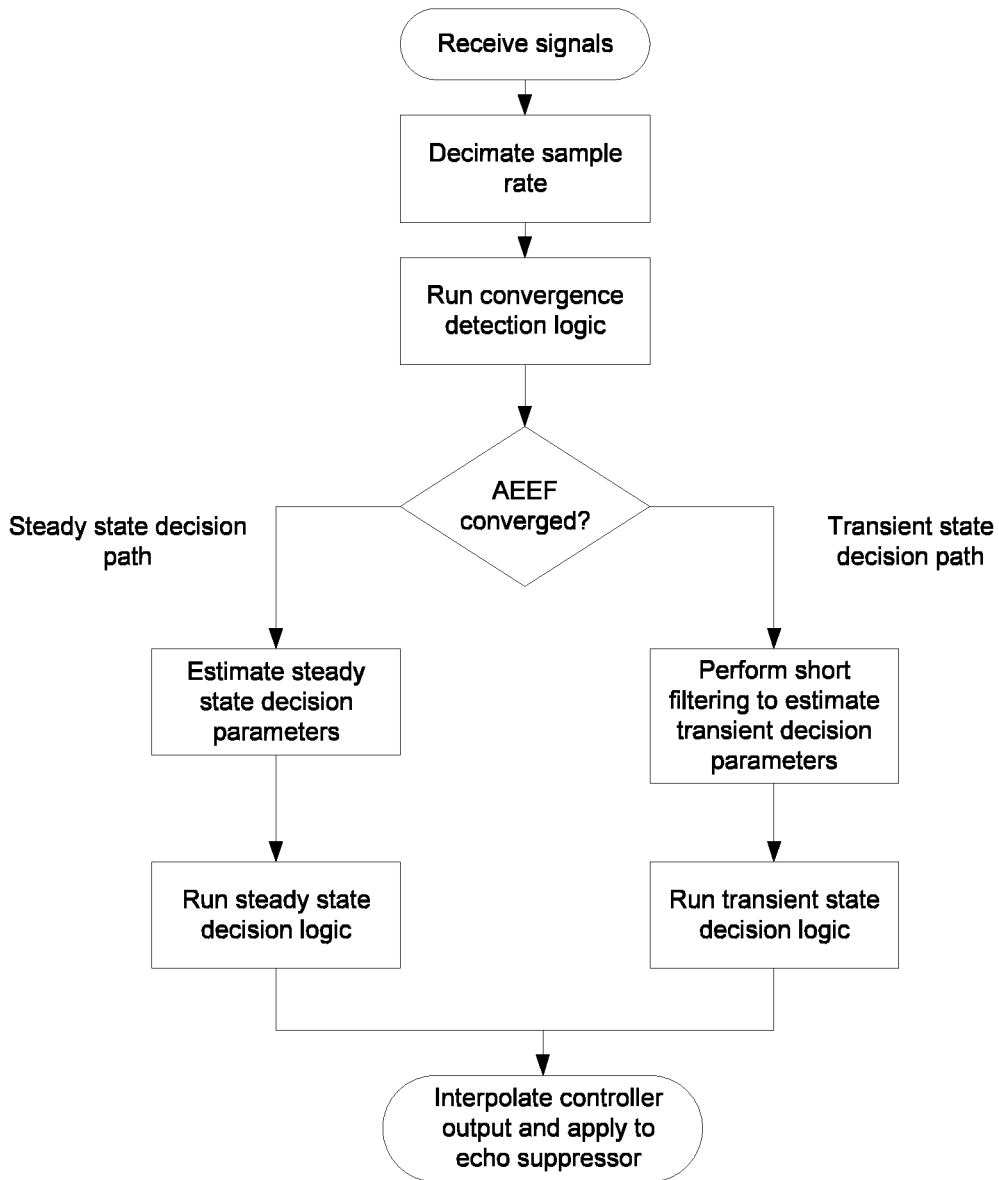 Receive signals
Decimate sample
rate
Run convergence
detection logic
AEEF
converged?
Steady state decision
path
Transient state
decision path
Estimate steady
state decision
parameters
Perform short
filtering to estimate
transient decision
parameters
Run steady state
decision logic
Run transient state
decision logic
Interpolate controller
output and apply to
echo suppressor